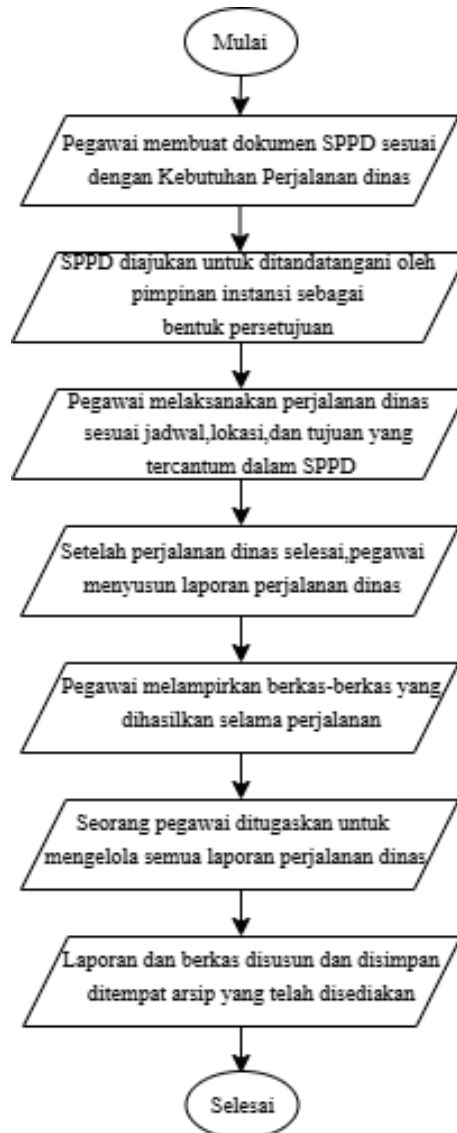 Mulai
Pegawai membuat dokumen SPPD sesuai
dengan Kebutuhan Perjalanan dinas
SPPD diajukan untuk ditandatangani oleh
pimpinan instansi sebagai
bentuk persetujuan
Pegawai melaksanakan perjalanan dinas
sesuai jadwal,lokasi,dan tujuan yang
tercantum dalam SPPD
Setelah perjalanan dinas selesai,pegawai
menyusun laporan perjalanan dinas
Pegawai melampirkan berkas-berkas yang
dihasilkan selama perjalanan
Seorang pegawai ditugaskan untuk
mengelola semua laporan perjalanan dinas
Laporan dan berkas disusun dan disimpan
ditempat arsip yang telah disediakan
Selesai